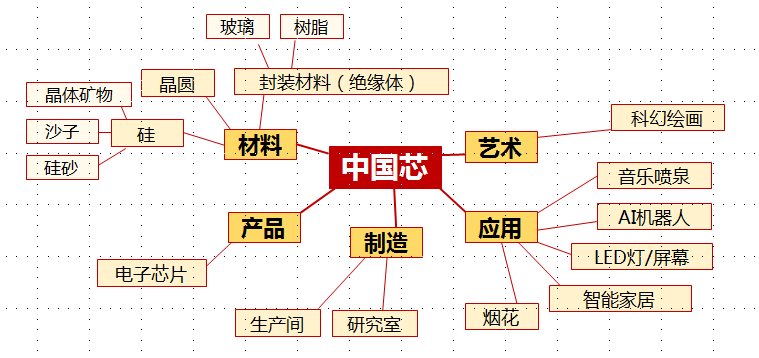 玻璃
树脂
晶圆
封装材料（绝缘体）
晶体矿物
沙子
硅
硅砂
材料
中国芯
艺术
科幻绘画
音乐喷泉
产品
应用
AI机器人
制造
LED灯/屏幕
电子芯片
智能家居
生产间
研究室
烟花